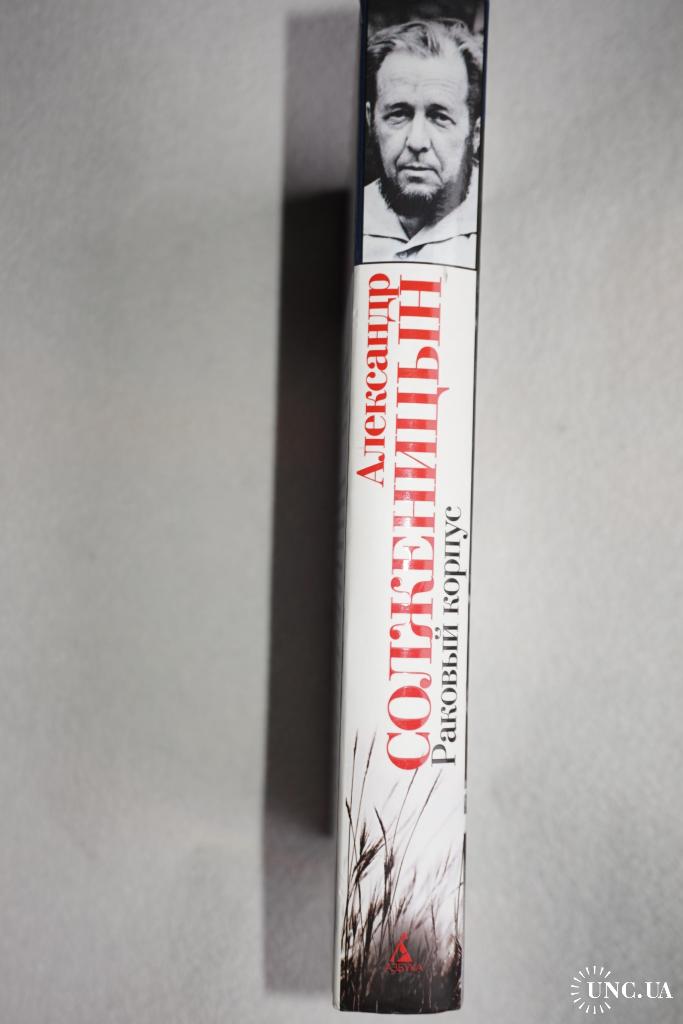 Александр
СОЛЖЕНИЦЫН
Раковый корпус
АЗБУКА
UNC.UA